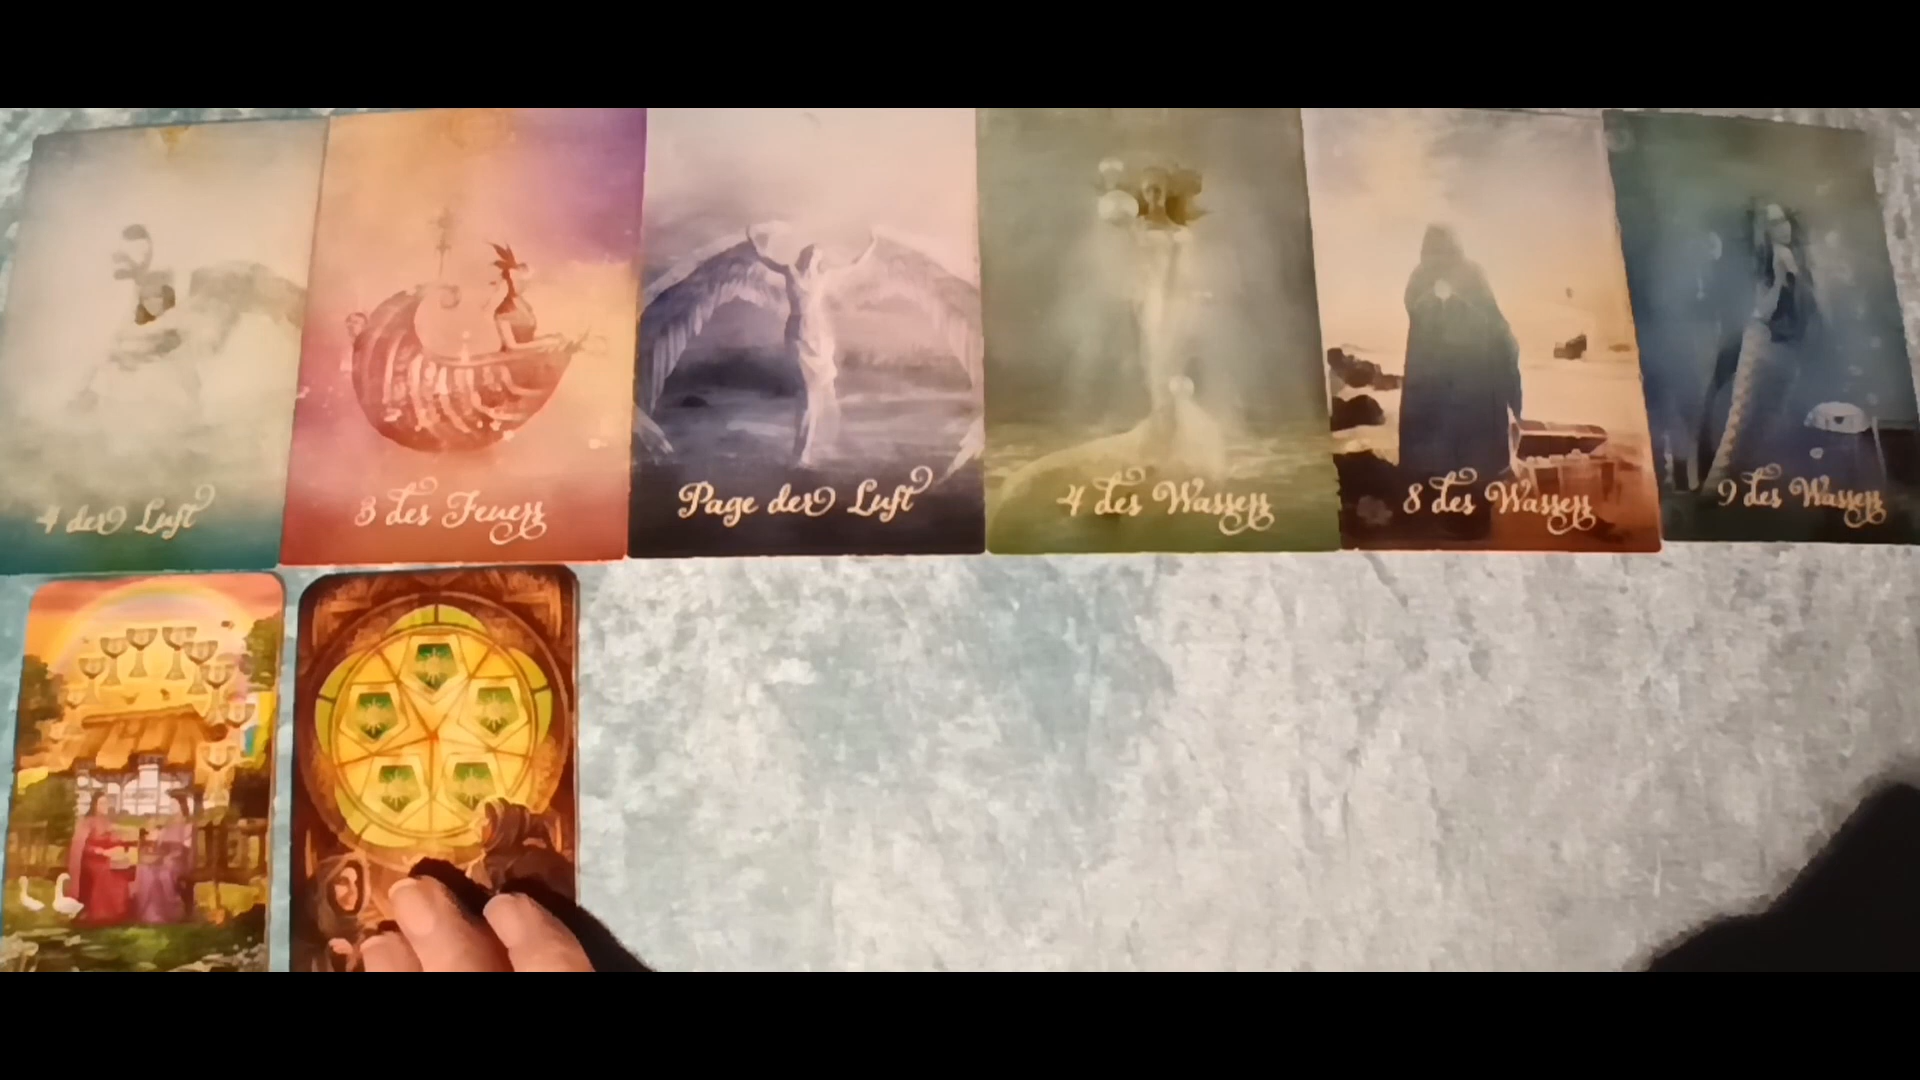 4 der Luft
3 des Feuers
Page der Luft
4 des Wassers
8 des Wassers
9 des Wassers